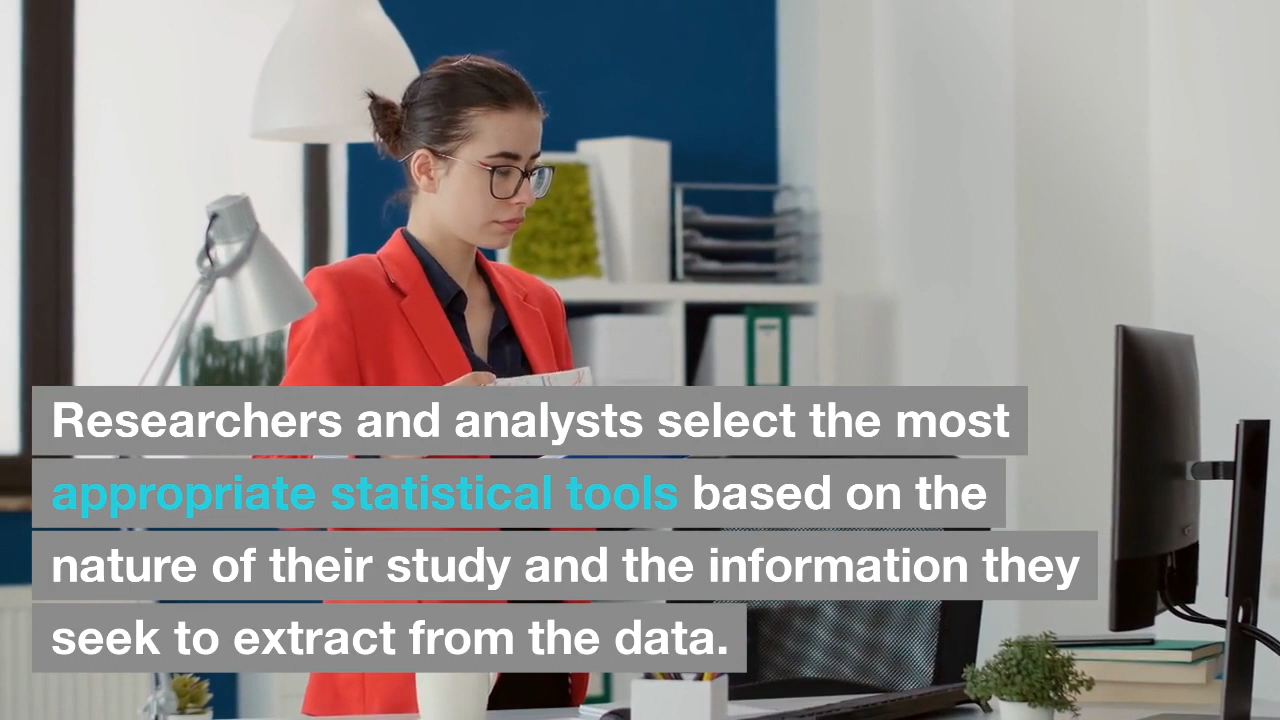 Researchers and analysts select the most
appropriate statistical tools based on the
nature of their study and the information they
seek to extract from the data.